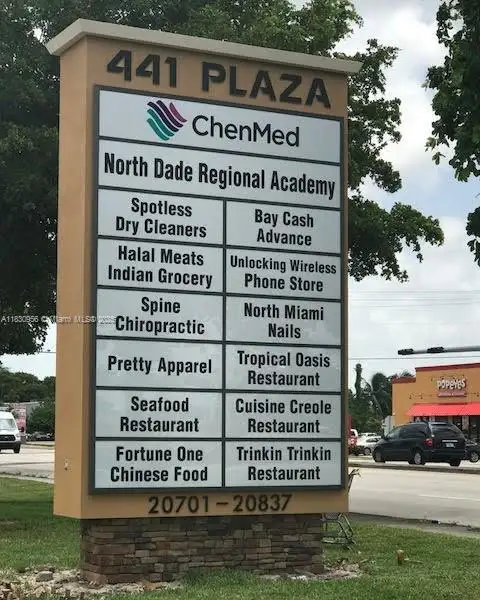 441 PLAZA
ChenMed
North Dade Regional Academy
Spotless
Dry Cleaners
Bay Cash
Advance
Halal Meats
Indian Grocery
Unlocking Wireless
Phone Store
Spine
Chiropractic
North Miami
Nails
Pretty Apparel
Tropical Oasis
Restaurant
Seafood
Restaurant
Cuisine Creole
Restaurant
Fortune One
Chinese Food
Trinkin Trinkin
Restaurant
20701-20837
POPEYES